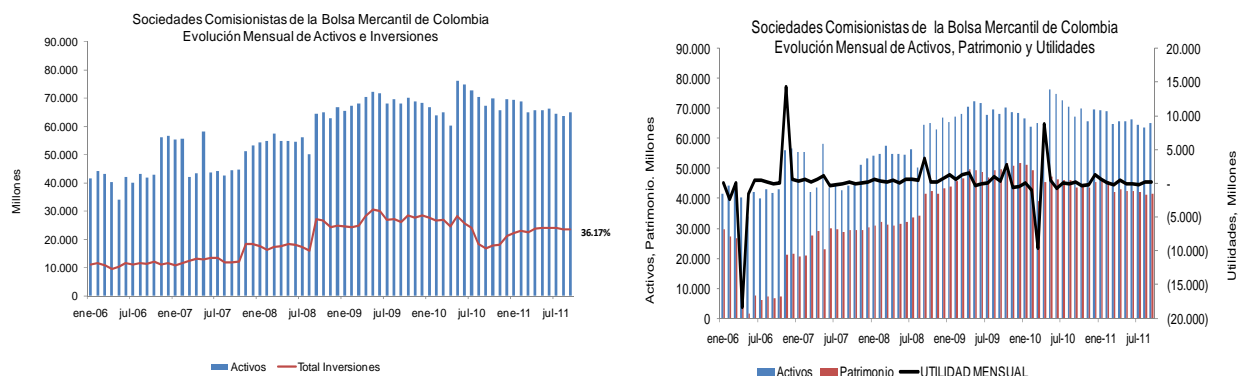 Sociedades Comisionistas de la Bolsa Mercantil de Colombia
Evolución Mensual de Activos e Inversiones
Millones
90.000
80.000
70.000
60.000
50.000
40.000
30.000
20.000
10.000
0
36.17%
ene-06 jul-06 ene-07 jul-07 ene-08 jul-08 ene-09 jul-09 ene-10 jul-10 ene-11 jul-11
Activos Total Inversiones
Sociedades Comisionistas de la Bolsa Mercantil de Colombia
Evolución Mensual de Activos, Patrimonio y Utilidades
Activos, Patrimonio, Millones
90.000
80.000
70.000
60.000
50.000
40.000
30.000
20.000
10.000
0
20.000
15.000
10.000
5.000
-
(5.000)
(10.000)
(15.000)
(20.000)
Utilidades, Millones
ene-06 jul-06 ene-07 jul-07 ene-08 jul-08 ene-09 jul-09 ene-10 jul-10 ene-11 jul-11
Activos Patrimonio UTILIDAD MENSUAL